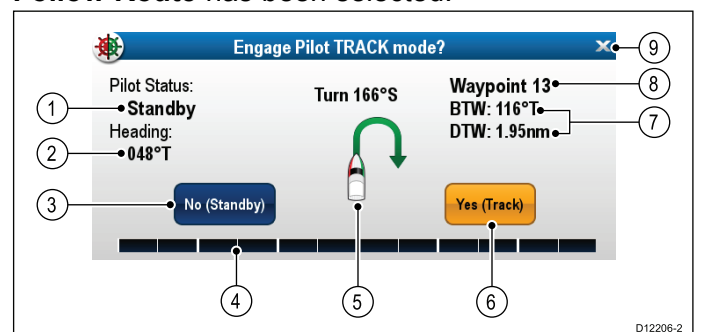 Follow Route has been selected.
Engage Pilot TRACK mode?
9
Pilot Status:
Standby
Heading:
048°T
Turn 166°S
Waypoint 13
BTW: 116°T
DTW: 1.95nm
8
7
1
2
3
No (Standby)
Yes (Track)
4
5
6
D12206-2